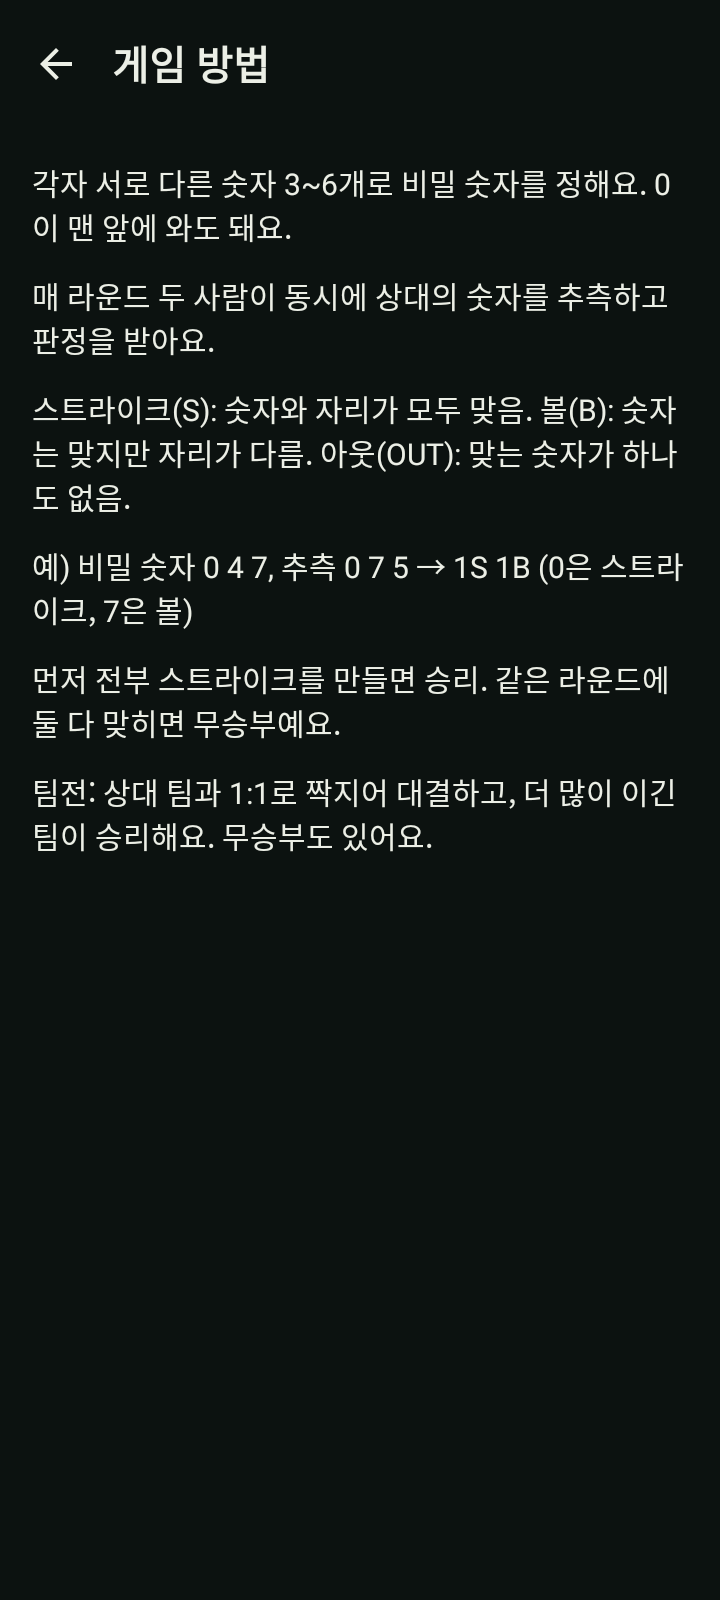 게임 방법
각자 서로 다른 숫자 3~6개로 비밀 숫자를 정해요. 0
이 맨 앞에 와도 돼요.
매 라운드 두 사람이 동시에 상대의 숫자를 추측하고
판정을 받아요.
스트라이크(S): 숫자와 자리가 모두 맞음. 볼(B): 숫자
는 맞지만 자리가 다름. 아웃(OUT): 맞는 숫자가 하나
도 없음.
예) 비밀 숫자 0 4 7, 추측 0 7 5 → 1S 1B (0은 스트라
이크, 7은 볼)
먼저 전부 스트라이크를 만들면 승리. 같은 라운드에
둘 다 맞히면 무승부예요.
팀전: 상대 팀과 1:1로 짝지어 대결하고, 더 많이 이긴
팀이 승리해요. 무승부도 있어요.